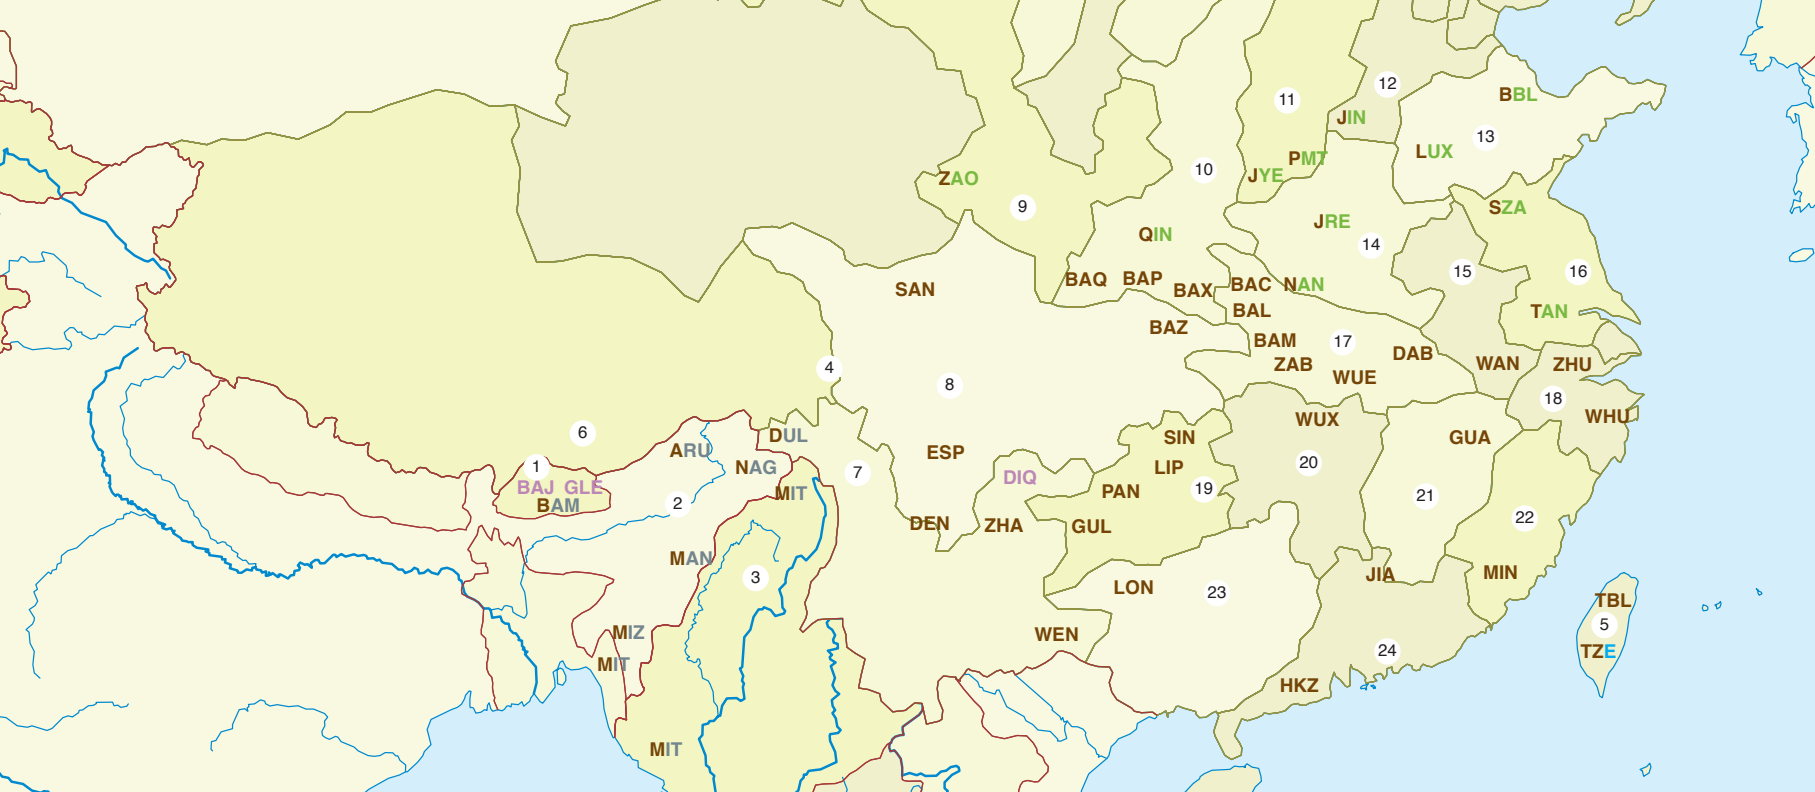 12
BBL
11
JIN
13
LUX
PMT
10
JYE
ZAO
9
SZA
JRE
QIN
14
15
16
BAQ
BAP
BAX
BAC
NAN
SAN
BAL
TAN
BAZ
BAM
17
DAB
WAN
ZHU
ZAB
4
WUE
8
18
WHU
WUX
6
DUL
SIN
GUA
ARU
ESP
1
NAG
7
LIP
20
DIQ
BAJ
GLE
MIT
PAN
19
21
BAM
2
DEN
ZHA
GUL
22
MAN
3
LON
23
JIA
MIN
TBL
5
MIZ
WEN
24
TZE
MIT
HKZ
MIT